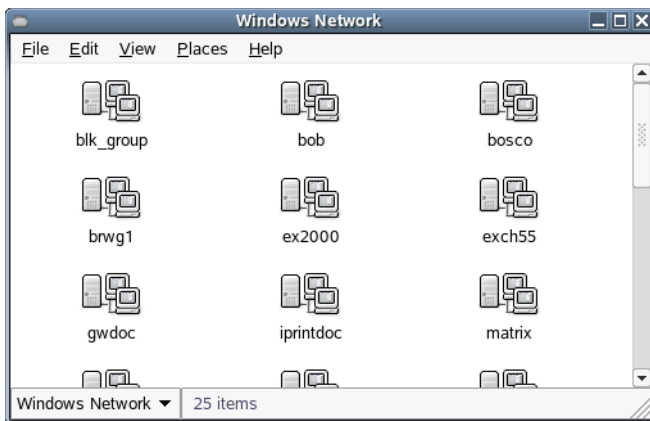 Windows Network
File Edit View Places Help
blk_group bob bosco
brwg1 ex2000 exch55
gwdoc iprintdoc matrix
Windows Network 25 items